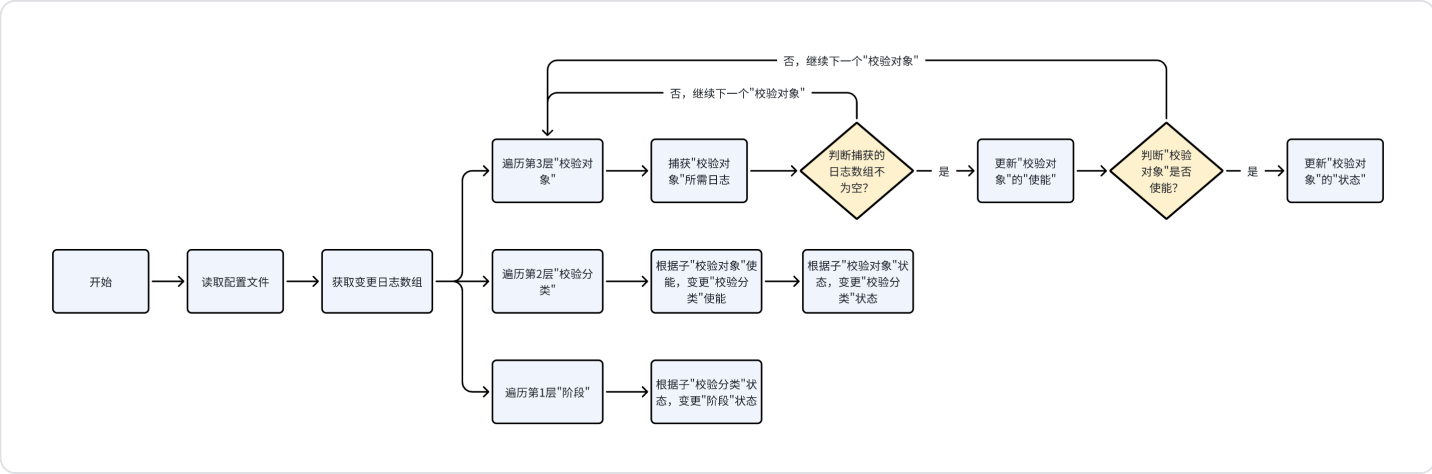 否，继续下一个"校验对象"
否，继续下一个"校验对象"
遍历第3层"校验对
象"
捕获"校验对
象"所需日志
判断捕获的
日志数组不
为空?
是
更新"校验对
象"的"使能"
判断"校验
对象"是否
使能?
是
更新"校验对
象"的"状态"
开始
读取配置文件
获取变更日志数组
遍历第2层"校验分
类"
根据子"校验对象"使
能，变更"校验分
类"使能
根据子"校验对象"状
态，变更"校验分
类"状态
遍历第1层"阶段"
根据子"校验分类"状
态，变更"阶段"状态